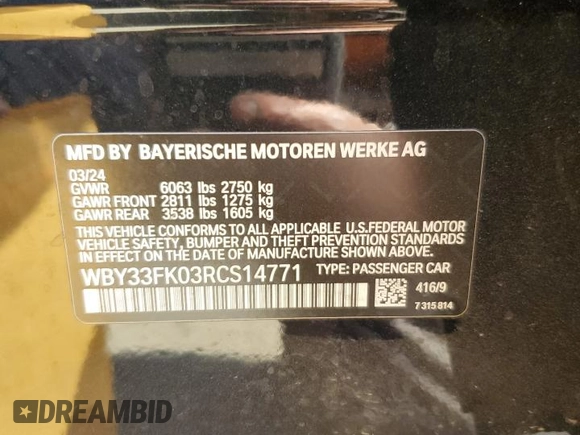 MFD BY BAYERISCHE MOTOREN WERKE AG
03/24
GVWR 6063 lbs 2750 kg
GAWR FRONT 2811 lbs 1275 kg
GAWR REAR 3538 lbs 1605 kg
THIS VEHICLE CONFORMS TO ALL APPLICABLE U.S.FEDERAL MOTOR
VEHICLE SAFETY, BUMPER AND THEFT PREVENTION STANDARDS
IN EFFECT ON THE DATE OF MANUFACTURE SHOWN ABOVE.
WBY33FK03RCS14771 TYPE: PASSENGER CAR
416/9
7 315 814
DREAMBID